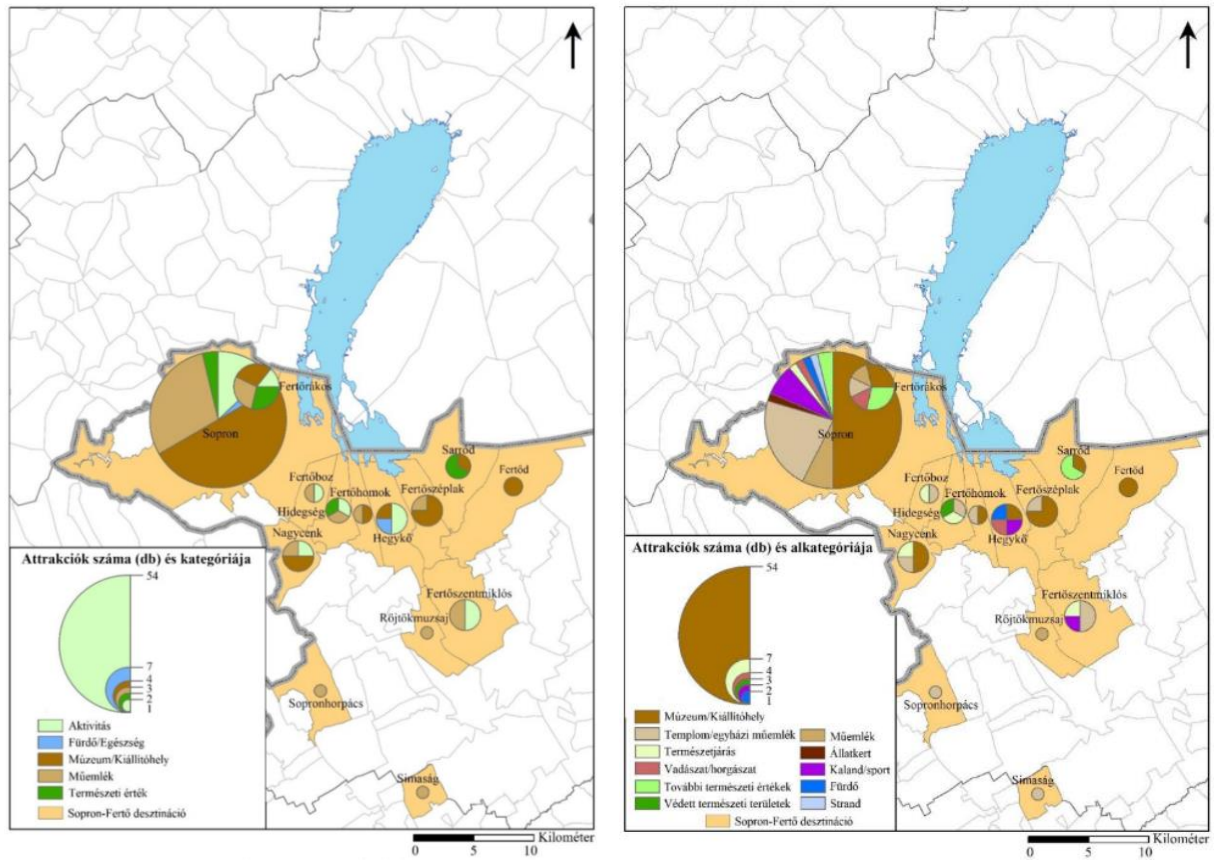 Fertőrákos
Sopron
Sarród
Fertőd
Fertőboz
Fertőhomok
Fertőszéplak
Hidegség
Hegykő
Nagycenk
Fertőszentmiklós
Röjtökmuzsaj
Sopronhorpács
Simaság
Attrakciók száma (db) és kategóriája
54
7
4
3
2
1
Aktivitás
Fürdő/Egészség
Múzeum/Kiállítóhely
Műemlék
Természeti érték
Sopron-Fertő desztináció
Kilométer
0 5 10
Fertőrákos
Sopron
Sarród
Fertőd
Fertőboz
Fertőhomok
Fertőszéplak
Hidegség
Hegykő
Nagycenk
Fertőszentmiklós
Röjtökmuzsaj
Sopronhorpács
Simaság
Attrakciók száma (db) és alkategóriája
54
7
4
3
2
1
Múzeum/Kiállítóhely
Templom/egyházi műemlék
Műemlék
Természetjárás
Állatkert
Vadászat/horgászat
Kaland/sport
További természeti értékek
Fürdő
Védett természeti területek
Strand
Sopron-Fertő desztináció
Kilométer
0 5 10